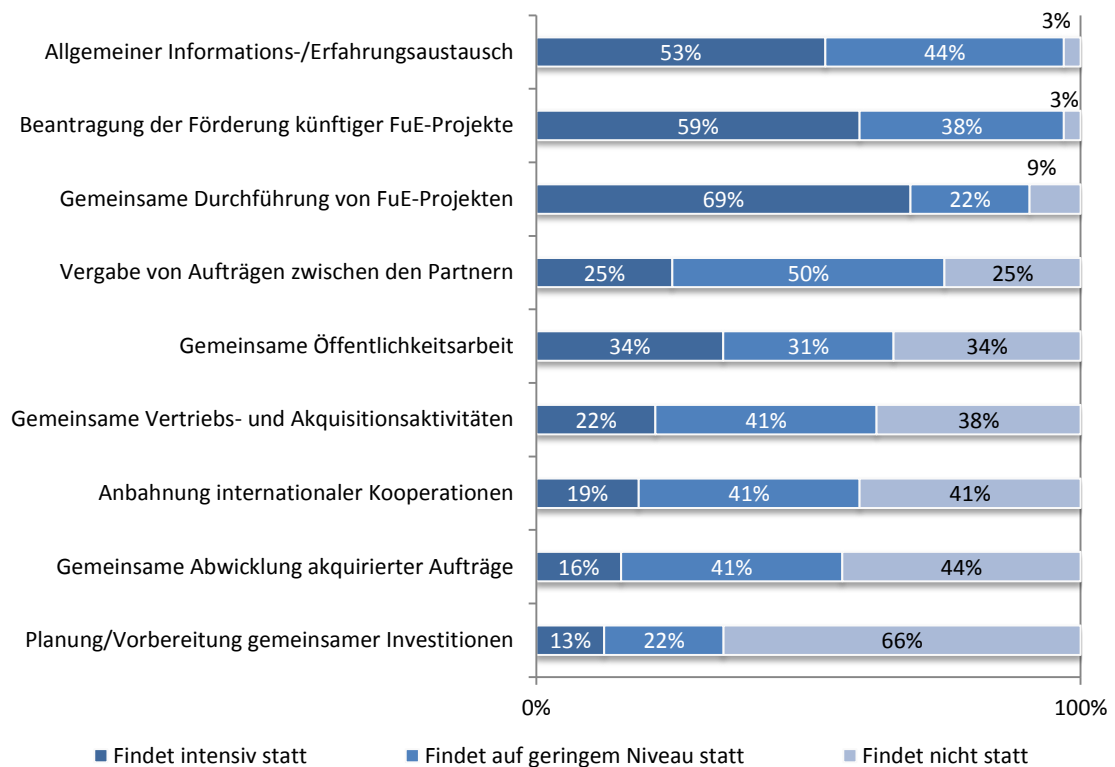 3%
Allgemeiner Informations-/Erfahrungsaustausch 53% 44%
3%
Beantragung der Förderung künftiger FuE-Projekte 59% 38%
9%
Gemeinsame Durchführung von FuE-Projekten 69% 22%
Vergabe von Aufträgen zwischen den Partnern 25% 50% 25%
Gemeinsame Öffentlichkeitsarbeit 34% 31% 34%
Gemeinsame Vertriebs- und Akquisitionsaktivitäten 22% 41% 38%
Anbahnung internationaler Kooperationen 19% 41% 41%
Gemeinsame Abwicklung akquirierter Aufträge 16% 41% 44%
Planung/Vorbereitung gemeinsamer Investitionen 13% 22% 66%
0% 100%
Findet intensiv statt Findet auf geringem Niveau statt Findet nicht statt